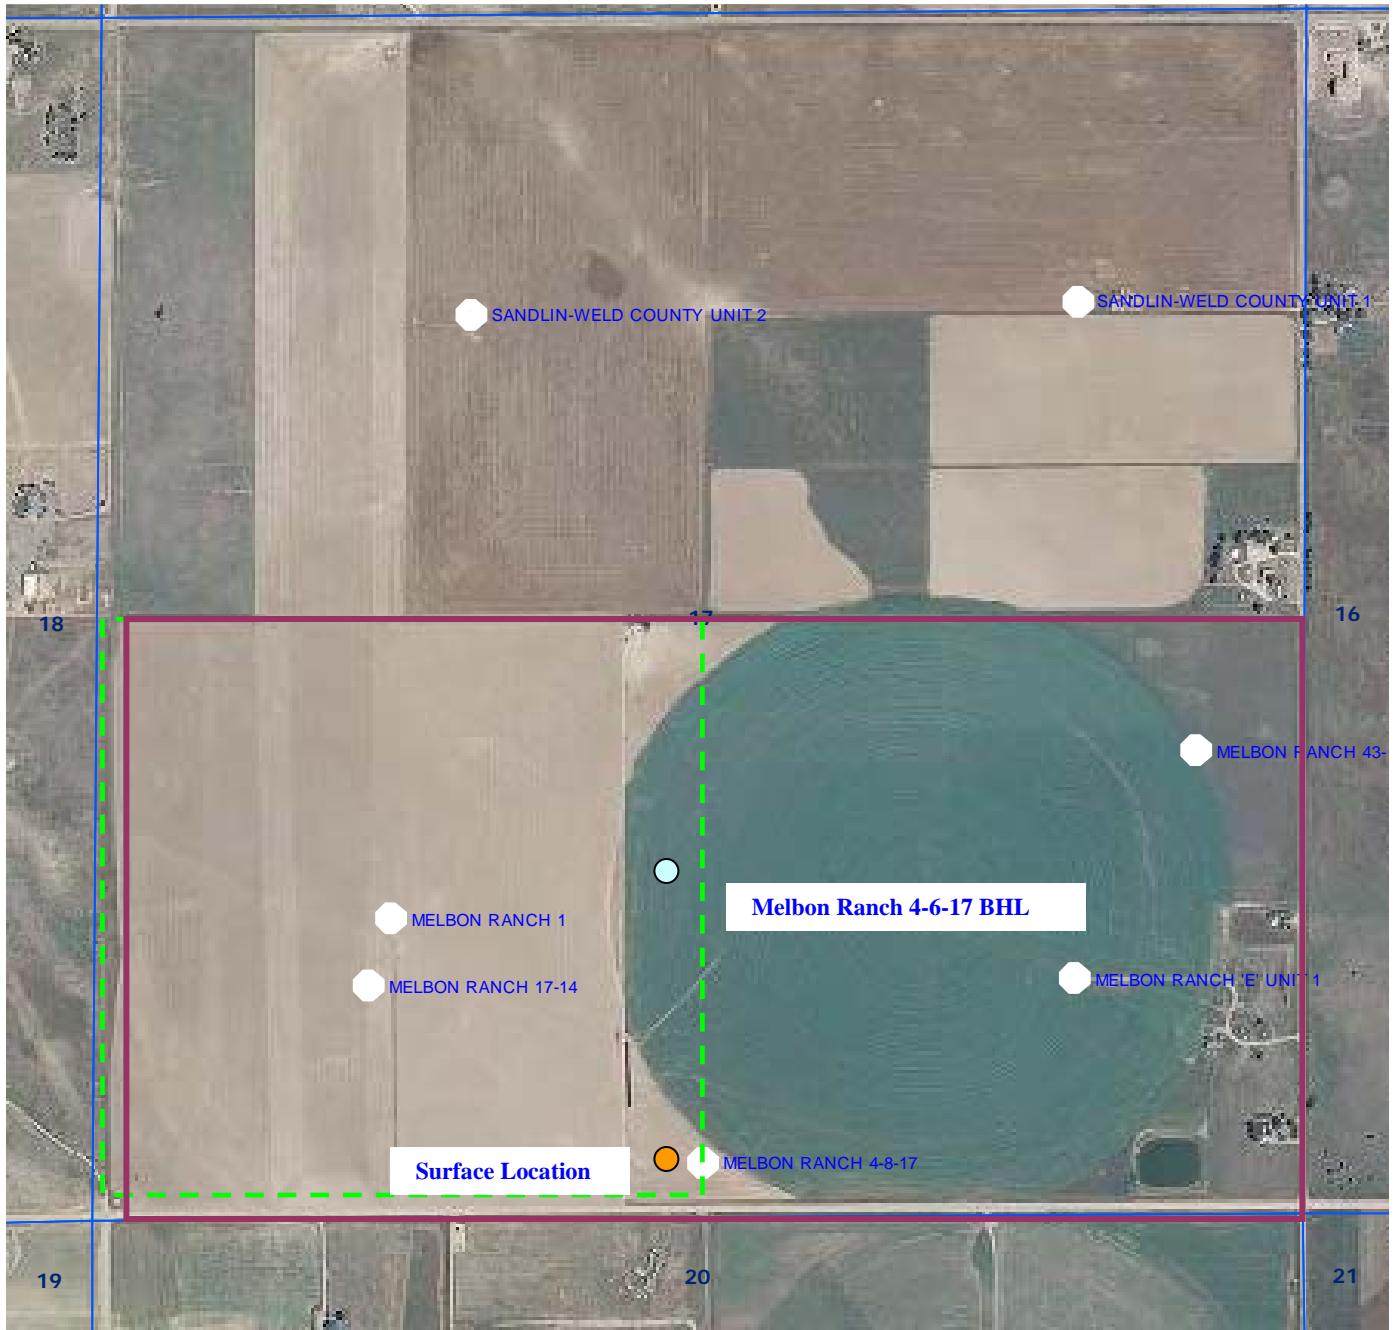 SANDLIN-WELD COUNTY UNIT 2
SANDLIN-WELD COUNTY UNIT 1
18
17
16
MELBON RANCH 43-
Melbon Ranch 4-6-17 BHL
MELBON RANCH 1
MELBON RANCH 'E' UNIT 1
MELBON RANCH 17-14
Surface Location
MELBON RANCH 4-8-17
19
20
21